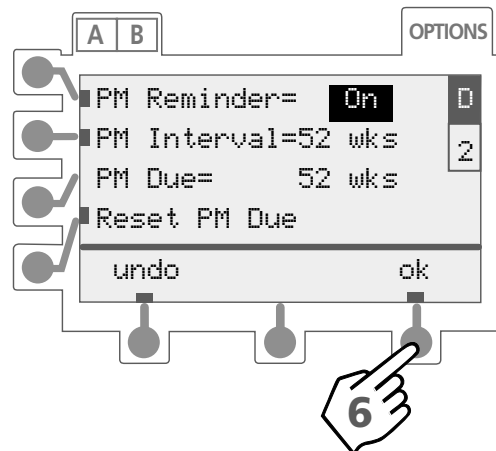 A B
OPTIONS
PM Reminder= On
D
PM Interval=52 wks
2
PM Due= 52 wks
Reset PM Due
undo ok
6